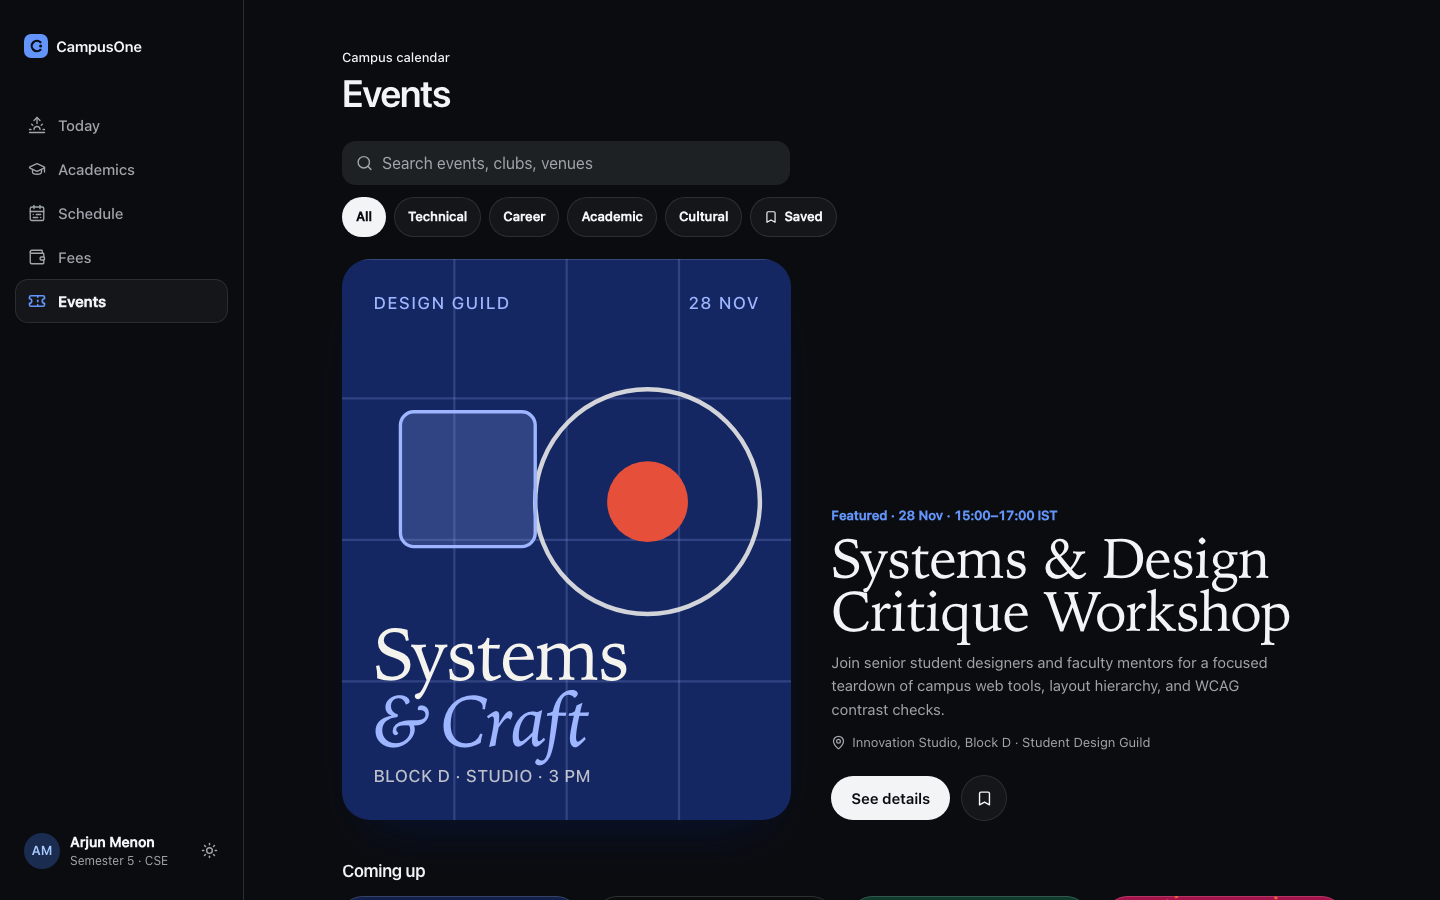 CampusOne
Today
Academics
Schedule
Fees
Events
Arjun Menon
AM
Semester 5 · CSE
Campus calendar
Events
Search events, clubs, venues
All
Technical
Career
Academic
Cultural
Saved
DESIGN GUILD
28 NOV
Systems
& Craft
BLOCK D · STUDIO · 3 PM
Featured · 28 Nov · 15:00–17:00 IST
Systems & Design
Critique Workshop
Join senior student designers and faculty mentors for a focused
teardown of campus web tools, layout hierarchy, and WCAG
contrast checks.
Innovation Studio, Block D · Student Design Guild
See details
Coming up